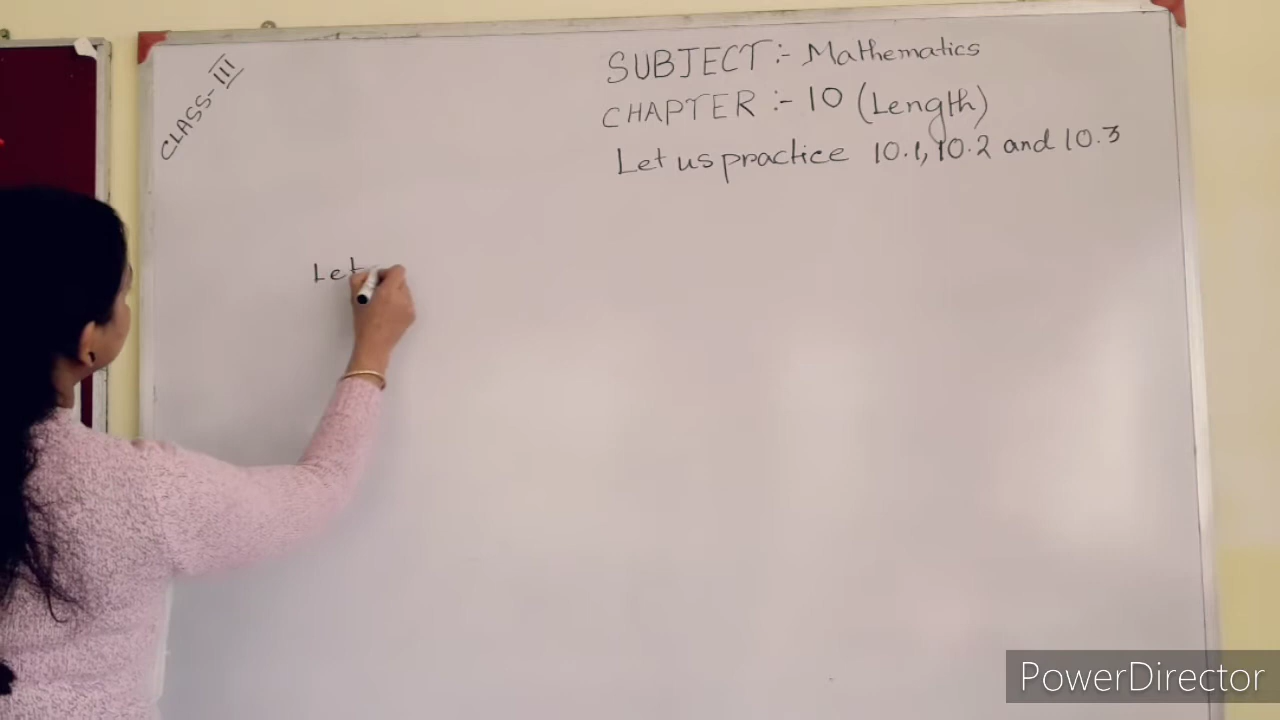 CLASS-III
SUBJECT:- Mathematics
CHAPTER :- 10 (Length)
Let us practice 10.1, 10.2 and 10.3
Let
PowerDirector